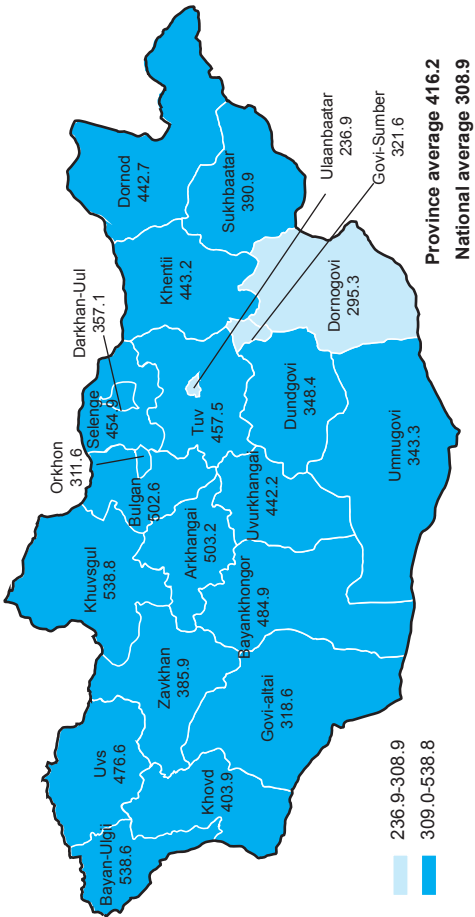 Bayan-Ulgii
538.6
Uvs
476.6
Khovd
403.9
Zavkhan
385.9
Govi-altai
318.6
Khuvsgul
538.8
Arkhangai
503.2
Bayankhongor
484.9
Orkhon
311.6
Bulgan
502.6
Uvurkhangai
442.2
Selenge
454.9
Darkhan-Uul
357.1
Tuv
457.5
Dundgovi
348.4
Umnugovi
343.3
Khentii
443.2
Dornod
442.7
Sukhbaatar
390.9
Dornogovi
295.3
Ulaanbaatar
236.9
Govi-Sumber
321.6
236.9-308.9
309.0-538.8
Province average 416.2
National average 308.9